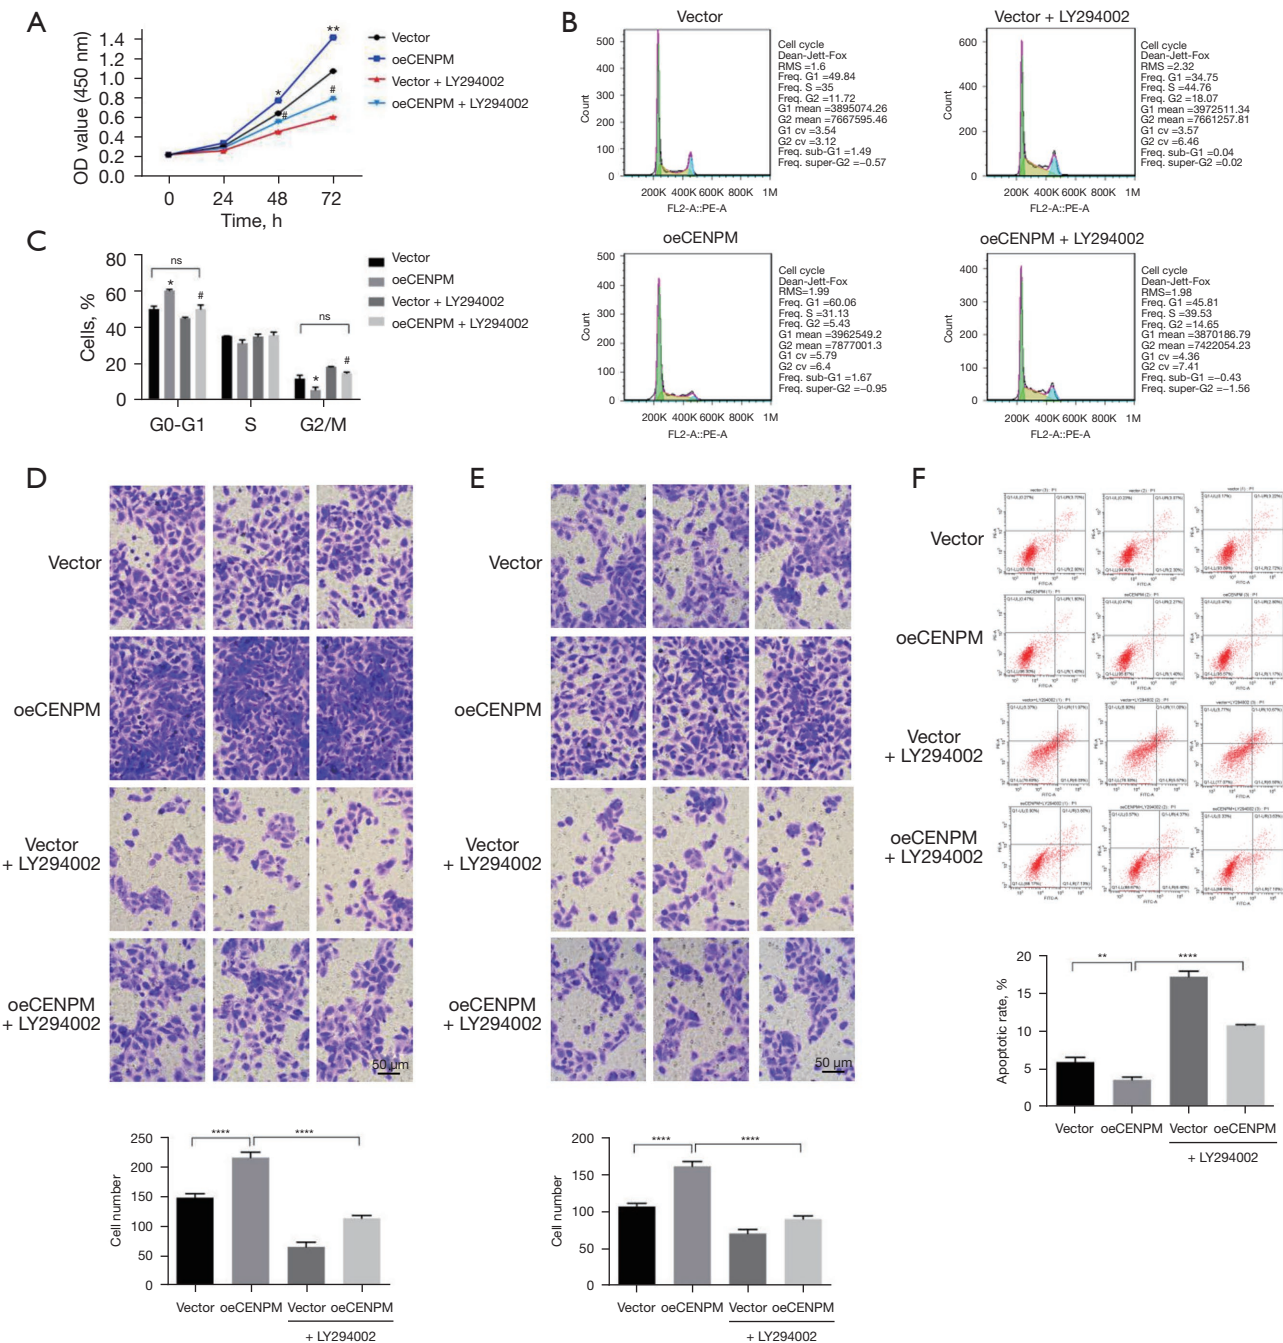 A
OD value (450 nm)
1.4
1.2
1.0
0.8
0.6
0.4
0.2
0.0
0
24
48
72
Time, h
*
**
#
#
Vector
oeCENPM
Vector + LY294002
oeCENPM + LY294002
B
Vector
Count
500
400
300
200
100
0
200K 400K 600K 800K 1M
FL2-A::PE-A
Cell cycle
Dean-Jett-Fox
RMS =1.6
Freq. G1 =49.84
Freq. S =35
Freq. G2 =11.72
G1 mean =3895074.26
G2 mean =7667595.46
G1 cv =3.54
G2 cv =3.12
Freq. sub-G1 =1.49
Freq. super-G2 =-0.57
Vector + LY294002
Count
600
400
200
0
200K 400K 600K 800K 1M
FL2-A::PE-A
Cell cycle
Dean-Jett-Fox
RMS =2.32
Freq. G1 =34.75
Freq. S =44.76
Freq. G2 =18.07
G1 mean =3972511.34
G2 mean =7661257.81
G1 cv =3.57
G2 cv =6.46
Freq. sub-G1 =0.04
Freq. super-G2 =0.02
oeCENPM
Count
500
400
300
200
100
0
200K 400K 600K 800K 1M
FL2-A::PE-A
Cell cycle
Dean-Jett-Fox
RMS=1.99
Freq. G1 =60.06
Freq. S =31.13
Freq. G2 =5.43
G1 mean =3962549.2
G2 mean =7877001.3
G1 cv =5.79
G2 cv =6.4
Freq. sub-G1 =1.67
Freq. super-G2 =-0.95
oeCENPM + LY294002
Count
400
300
200
100
0
200K 400K 600K 800K 1M
FL2-A::PE-A
Cell cycle
Dean-Jett-Fox
RMS=1.98
Freq. G1 =45.81
Freq. S =39.53
Freq. G2 =14.65
G1 mean =3870186.79
G2 mean =7422054.23
G1 cv =4.36
G2 cv =7.41
Freq. sub-G1 =-0.43
Freq. super-G2 =-1.56
C
Cells, %
80
60
40
20
0
ns
*
#
ns
*
#
G0-G1
S
G2/M
Vector
oeCENPM
Vector + LY294002
oeCENPM + LY294002
D
Vector
oeCENPM
Vector
+ LY294002
oeCENPM
+ LY294002
50 μm
Cell number
250
200
150
100
50
0
****
****
Vector oeCENPM Vector oeCENPM
+ LY294002
E
Vector
oeCENPM
Vector
+ LY294002
oeCENPM
+ LY294002
50 μm
Cell number
200
150
100
50
0
****
****
Vector oeCENPM Vector oeCENPM
+ LY294002
F
Vector
oeCENPM
Vector
+ LY294002
oeCENPM
+ LY294002
Apoptotic rate, %
20
15
10
5
0
**
****
Vector oeCENPM Vector oeCENPM
+ LY294002